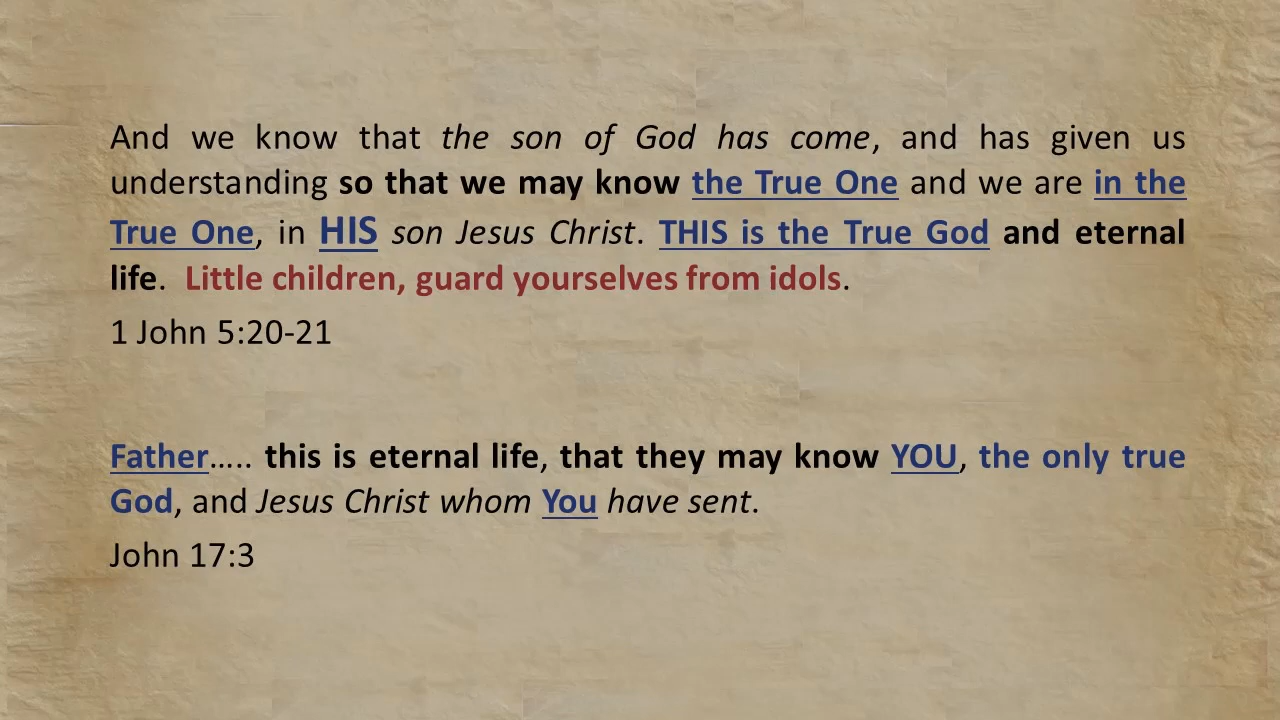 And we know that the son of God has come, and has given us
understanding so that we may know the True One and we are in the
True One, in HIS son Jesus Christ. THIS is the True God and eternal
life.  Little children, guard yourselves from idols.
1 John 5:20-21
Father..... this is eternal life, that they may know YOU, the only true
God, and Jesus Christ whom You have sent.
John 17:3